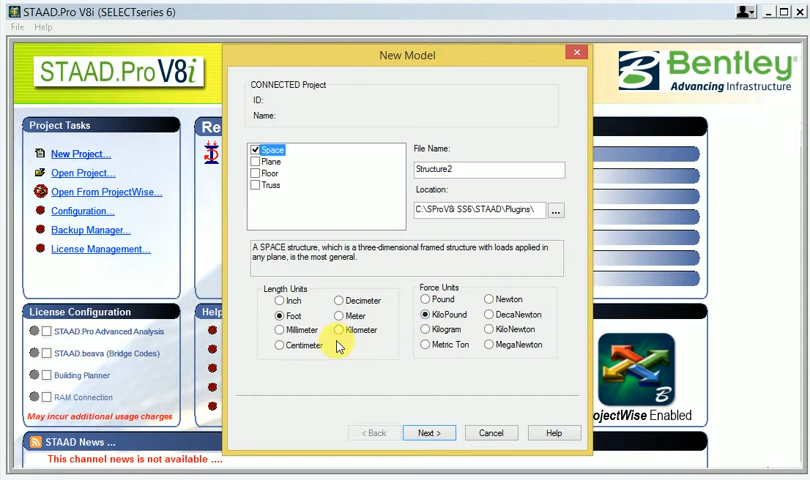 STAAD.Pro V8i (SELECTseries 6)
File Help
STAAD.Pro V8i
Bentley
Advancing Infrastructure
Project Tasks
New Project...
Open Project...
Open From ProjectWise...
Configuration...
Backup Manager...
License Management...
Re
New Model
CONNECTED Project
ID:
Name:
Space
Plane
Floor
Truss
File Name:
Structure2
Location:
C:\SProV8i SS6\STAAD\Plugins\
...
A SPACE structure, which is a three-dimensional framed structure with loads applied in
any plane, is the most general.
Length Units
Inch Decimeter
Foot Meter
Millimeter Kilometer
Centimeter
Force Units
Pound Newton
KiloPound DecaNewton
Kilogram KiloNewton
Metric Ton MegaNewton
< Back Next > Cancel Help
License Configuration
STAAD.Pro Advanced Analysis
STAAD.beava (Bridge Codes)
Building Planner
RAM Connection
May incur additional usage charges
Help
B
ojectWise Enabled
STAAD News ...
This channel news is not available ....